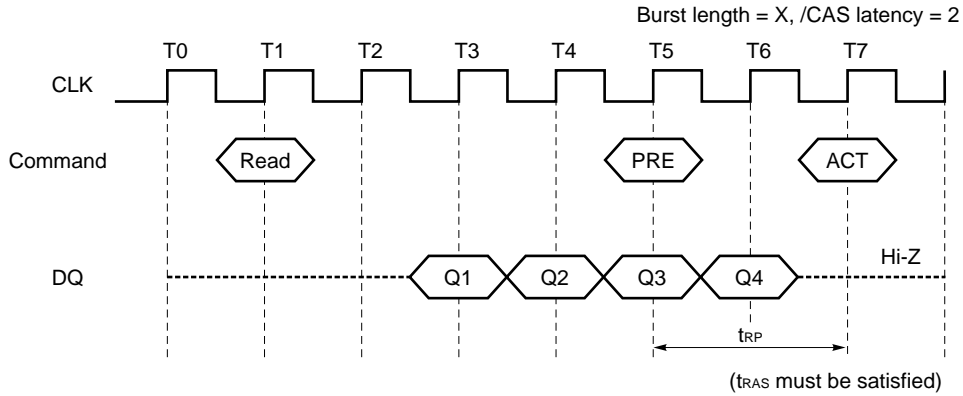 Burst length = X, /CAS latency = 2
T0 T1 T2 T3 T4 T5 T6 T7
CLK
Command Read PRE ACT
DQ Q1 Q2 Q3 Q4 Hi-Z
tRP
(tRAS must be satisfied)